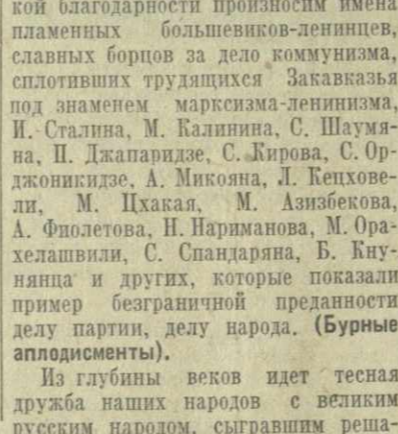 кой благодарности произносим имена
пламенных большевиков-ленинцев,
славных борцов за дело коммунизма,
сплотивших трудящихся Закавказья
под знаменем марксизма-ленинизма,
И. Сталина, М. Калинина, С. Шаумя-
на, П. Джапаридзе, С. Кирова, С. Ор-
джоникидзе, А. Микояна, Л. Кецхове-
ли, М. Цхакая, М. Азизбекова,
А. Фиолетова, Н. Нариманова, М. Ора-
хелашвили, С. Спандаряна, Б. Кну-
нянца и других, которые показали
пример безграничной преданности
делу партии, делу народа. (Бурные
аплодисменты).
Из глубины веков идет тесная
дружба наших народов с великим
русским народом, сыгравшим реша-